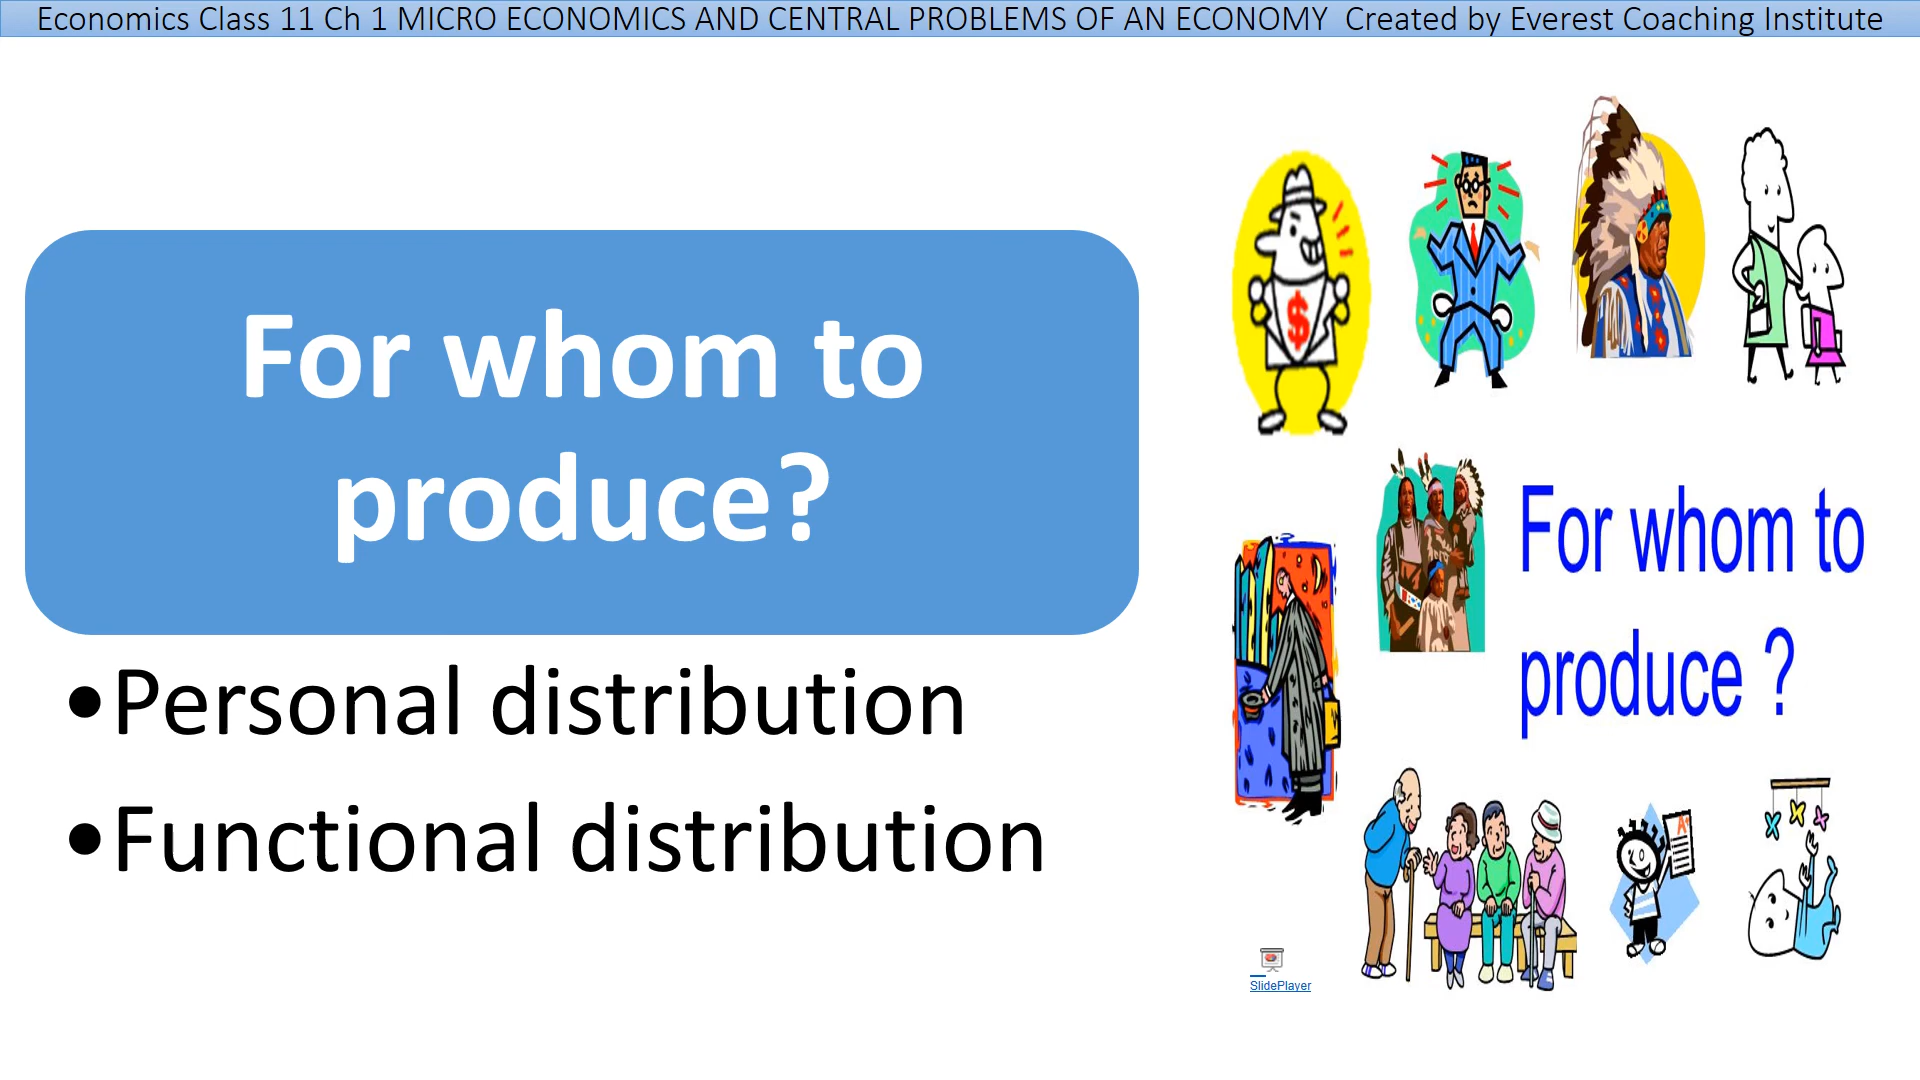 Economics Class 11 Ch 1 MICRO ECONOMICS AND CENTRAL PROBLEMS OF AN ECONOMY Created by Everest Coaching Institute
For whom to
produce?
•Personal distribution
•Functional distribution
$
For whom to
produce ?
A+
SlidePlayer